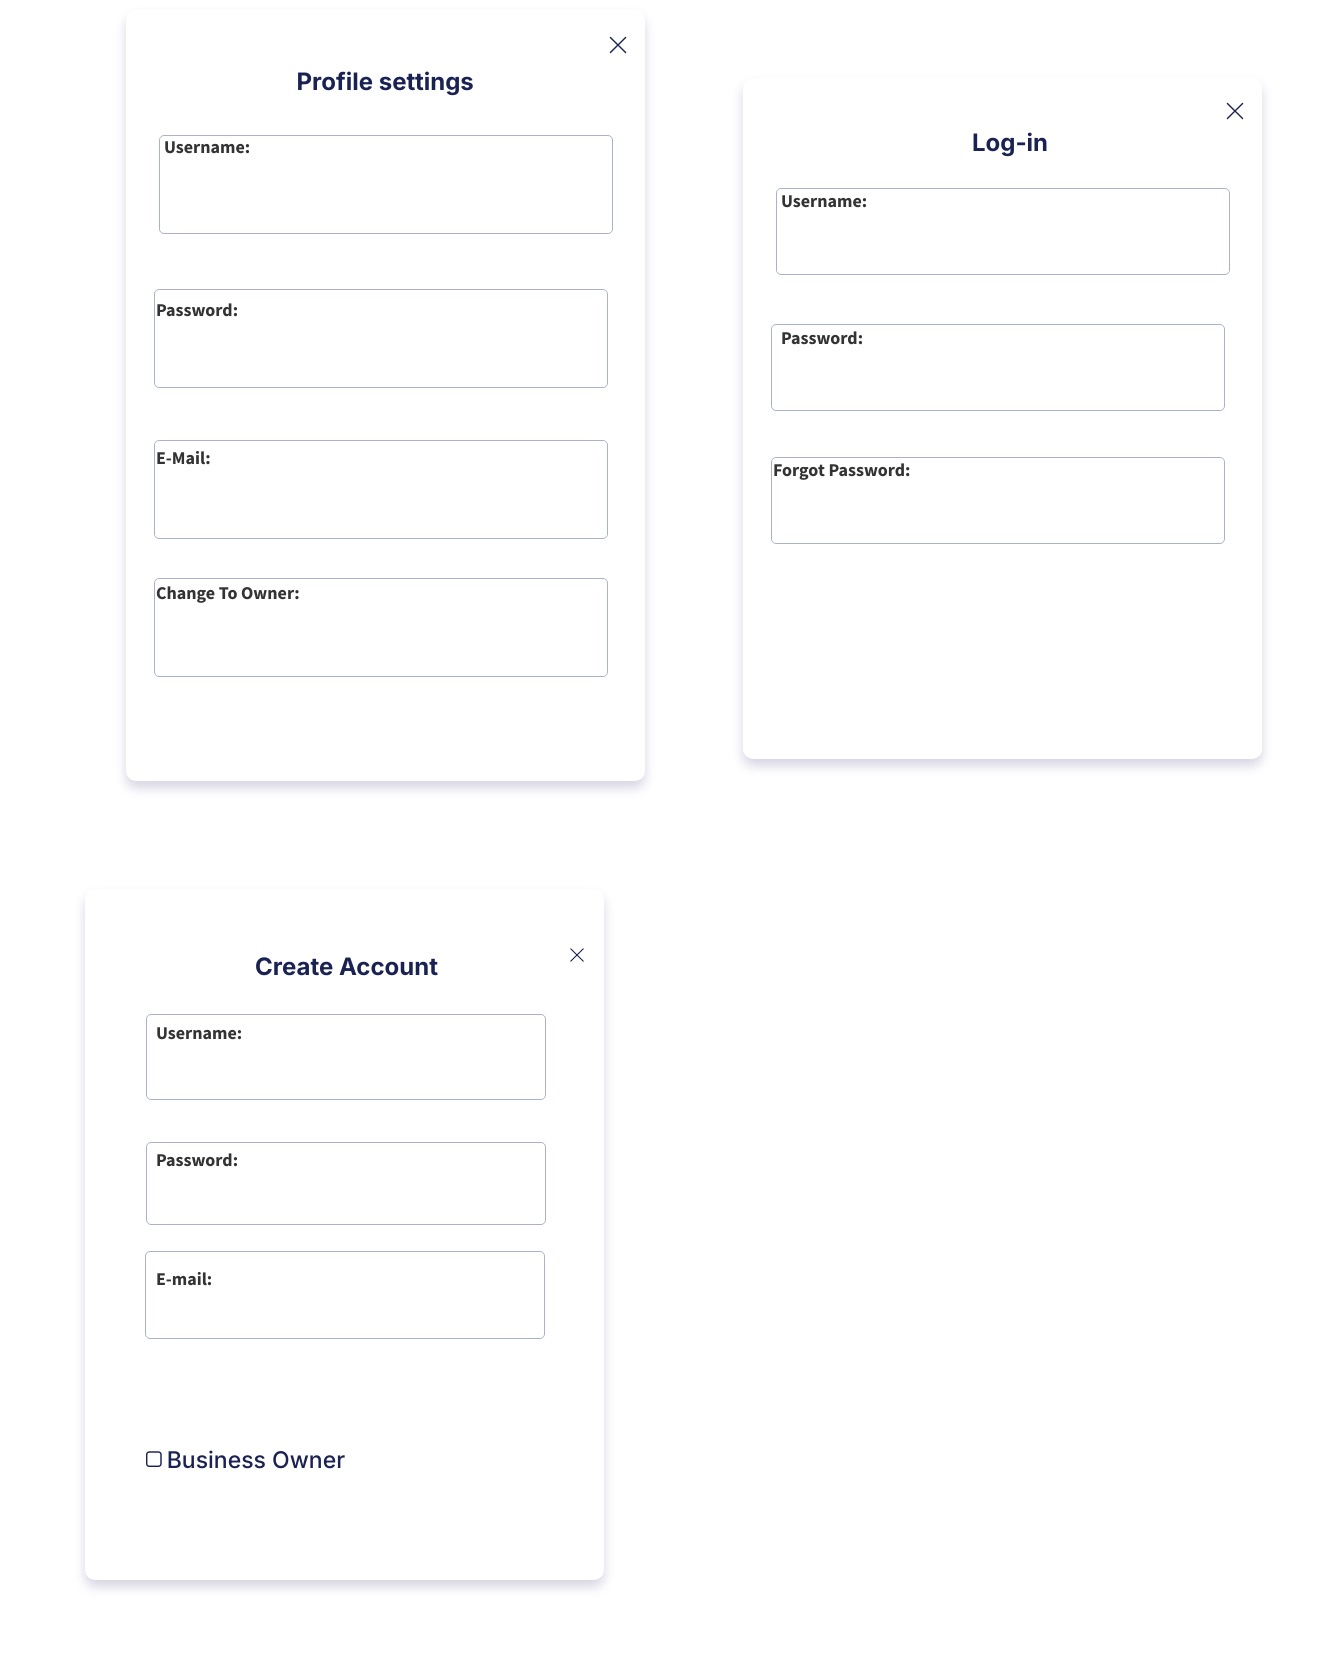 Profile settings
Username:
Password:
E-Mail:
Change To Owner:
Log-in
Username:
Password:
Forgot Password:
Create Account
Username:
Password:
E-mail:
Business Owner